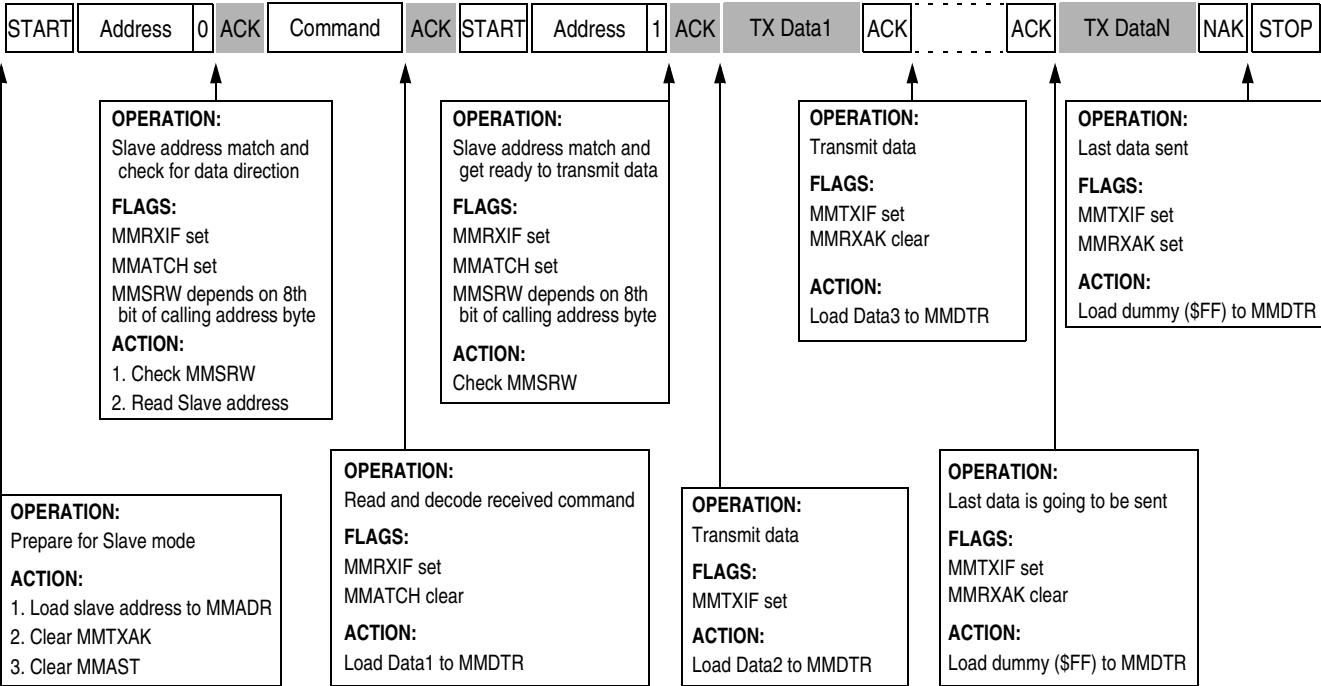 START Address 0 ACK Command ACK START Address 1 ACK TX Data1 ACK ACK TX DataN NAK STOP
OPERATION:
Slave address match and
check for data direction
FLAGS:
MMRXIF set
MMATCH set
MMSRW depends on 8th
bit of calling address byte
ACTION:
1. Check MMSRW
2. Read Slave address
OPERATION:
Slave address match and
get ready to transmit data
FLAGS:
MMRXIF set
MMATCH set
MMSRW depends on 8th
bit of calling address byte
ACTION:
Check MMSRW
OPERATION:
Transmit data
FLAGS:
MMTXIF set
MMRXAK clear
ACTION:
Load Data3 to MMDTR
OPERATION:
Last data sent
FLAGS:
MMTXIF set
MMRXAK set
ACTION:
Load dummy ($FF) to MMDTR
OPERATION:
Prepare for Slave mode
ACTION:
1. Load slave address to MMADR
2. Clear MMTXAK
3. Clear MMAST
OPERATION:
Read and decode received command
FLAGS:
MMRXIF set
MMATCH clear
ACTION:
Load Data1 to MMDTR
OPERATION:
Transmit data
FLAGS:
MMTXIF set
ACTION:
Load Data2 to MMDTR
OPERATION:
Last data is going to be sent
FLAGS:
MMTXIF set
MMRXAK clear
ACTION:
Load dummy ($FF) to MMDTR